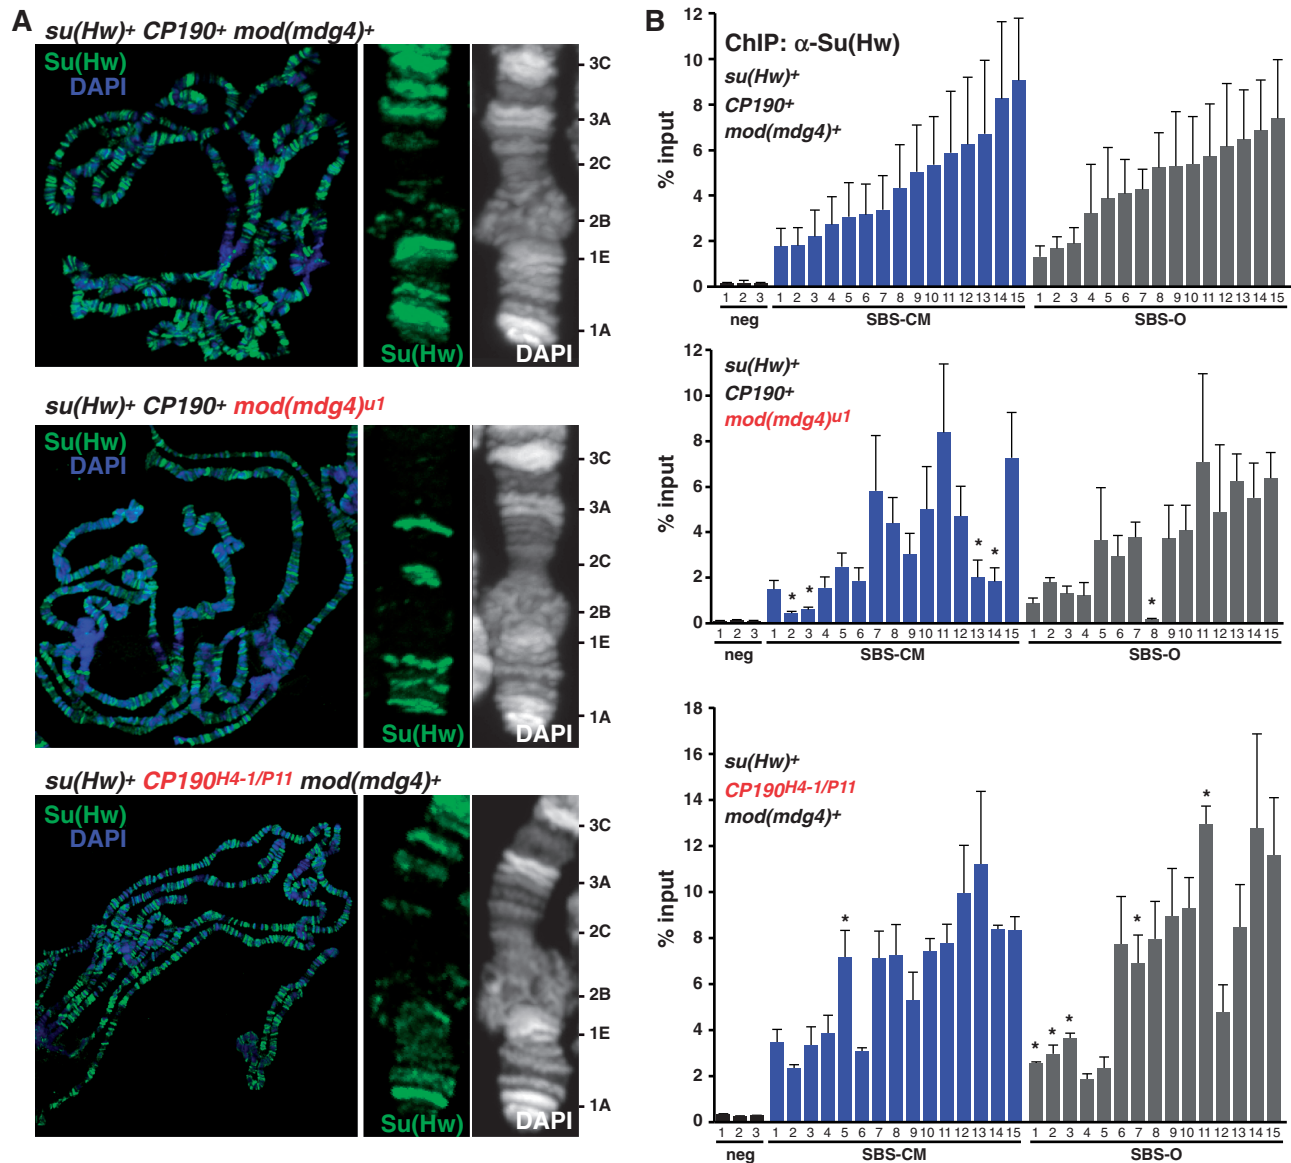 A
su(Hw)+ CP190+ mod(mdg4)+
Su(Hw)
DAPI
3C
3A
2C
2B
1E
1A
Su(Hw)
DAPI
su(Hw)+ CP190+ mod(mdg4)u1
Su(Hw)
DAPI
3C
3A
2C
2B
1E
1A
Su(Hw)
DAPI
su(Hw)+ CP190H4-1/P11 mod(mdg4)+
Su(Hw)
DAPI
3C
3A
2C
2B
1E
1A
Su(Hw)
DAPI
B
ChIP: α-Su(Hw)
su(Hw)+
CP190+
mod(mdg4)+
% input
12
10
8
6
4
2
0
1 2 3 1 2 3 4 5 6 7 8 9 10 11 12 13 14 15 1 2 3 4 5 6 7 8 9 10 11 12 13 14 15
neg SBS-CM SBS-O
su(Hw)+
CP190+
mod(mdg4)u1
% input
12
10
8
6
4
2
0
* * * * *
1 2 3 1 2 3 4 5 6 7 8 9 10 11 12 13 14 15 1 2 3 4 5 6 7 8 9 10 11 12 13 14 15
neg SBS-CM SBS-O
su(Hw)+
CP190H4-1/P11
mod(mdg4)+
% input
18
16
14
12
10
8
6
4
2
0
* * * * * *
1 2 3 1 2 3 4 5 6 7 8 9 10 11 12 13 14 15 1 2 3 4 5 6 7 8 9 10 11 12 13 14 15
neg SBS-CM SBS-O